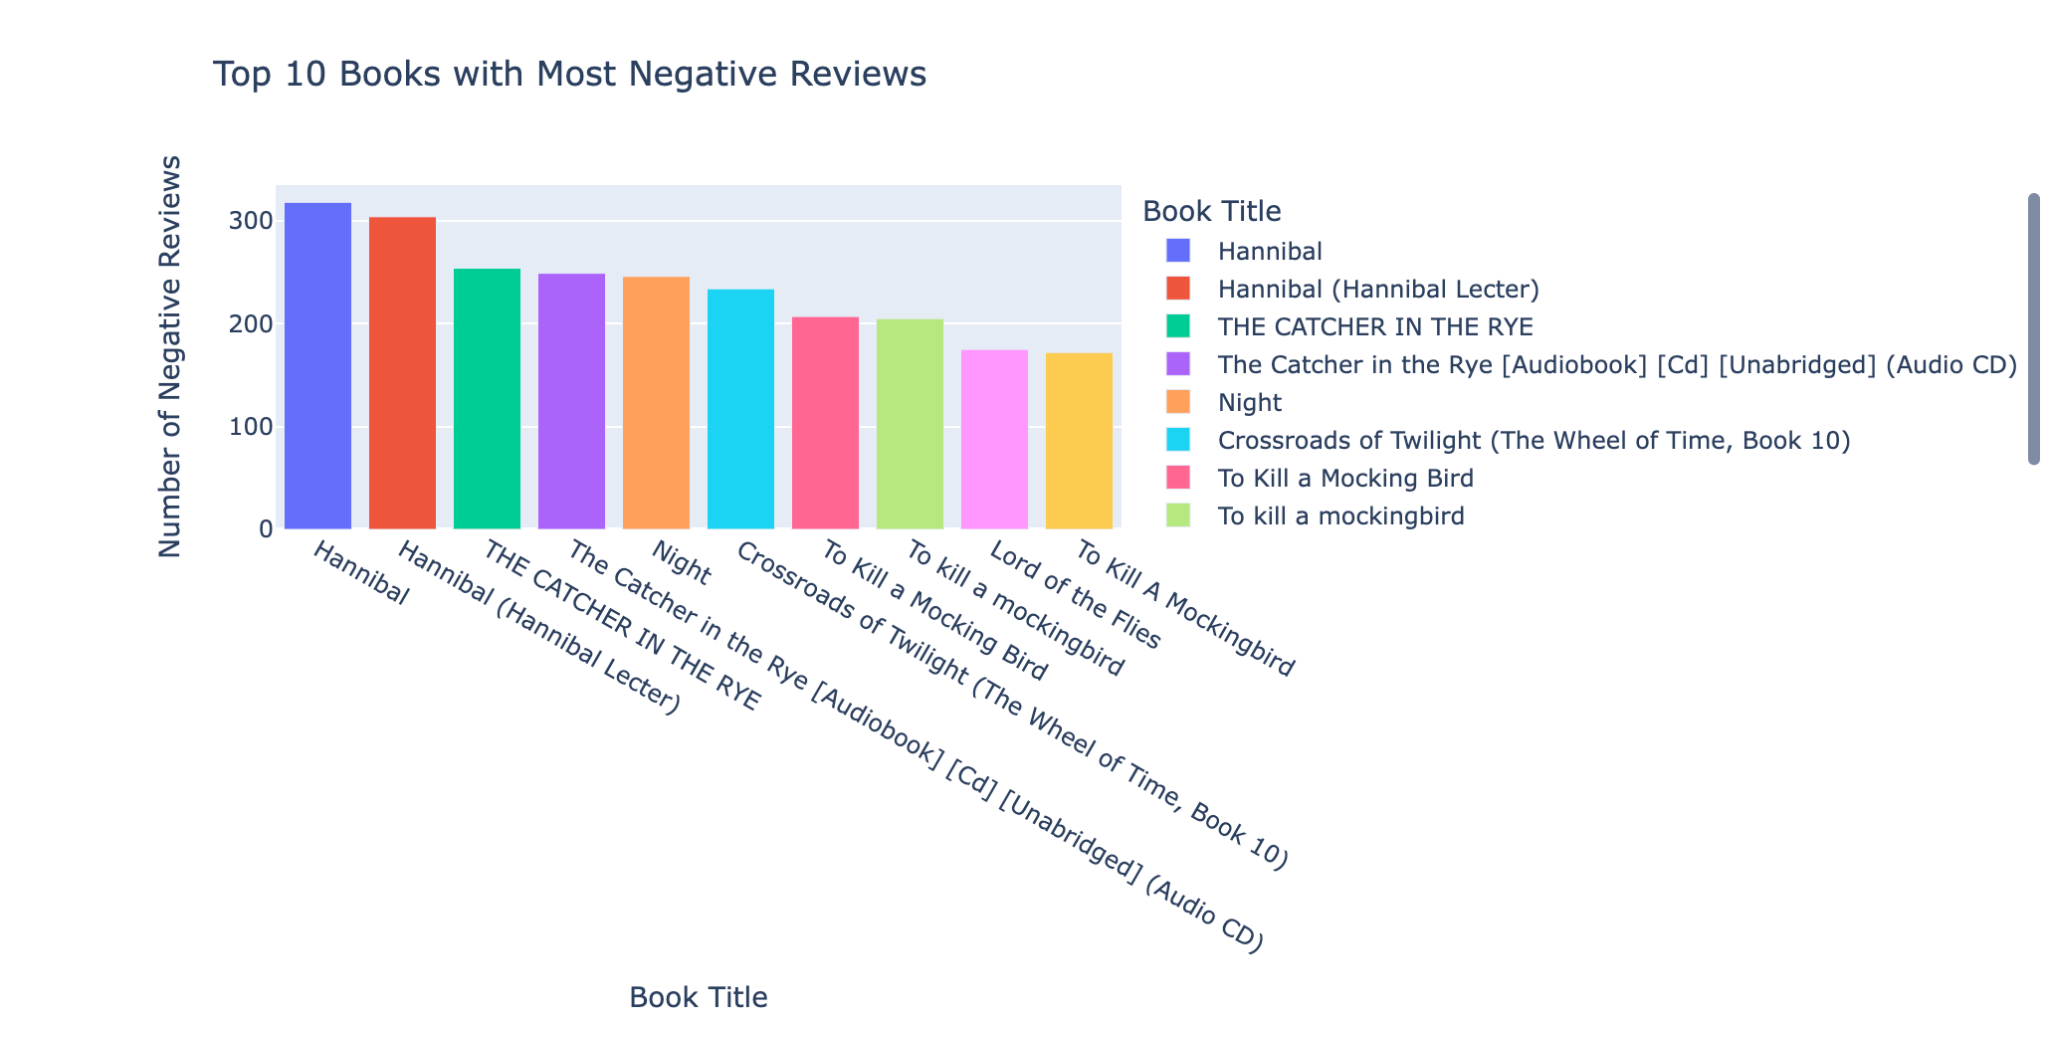 Top 10 Books with Most Negative Reviews
Number of Negative Reviews
300
200
100
0
Hannibal
Hannibal (Hannibal Lecter)
THE CATCHER IN THE RYE
The Catcher in the Rye [Audiobook] [Cd] [Unabridged] (Audio CD)
Night
Crossroads of Twilight (The Wheel of Time, Book 10)
To Kill a Mocking Bird
To kill a mockingbird
Lord of the Flies
To Kill A Mockingbird
Book Title
Book Title
Hannibal
Hannibal (Hannibal Lecter)
THE CATCHER IN THE RYE
The Catcher in the Rye [Audiobook] [Cd] [Unabridged] (Audio CD)
Night
Crossroads of Twilight (The Wheel of Time, Book 10)
To Kill a Mocking Bird
To kill a mockingbird